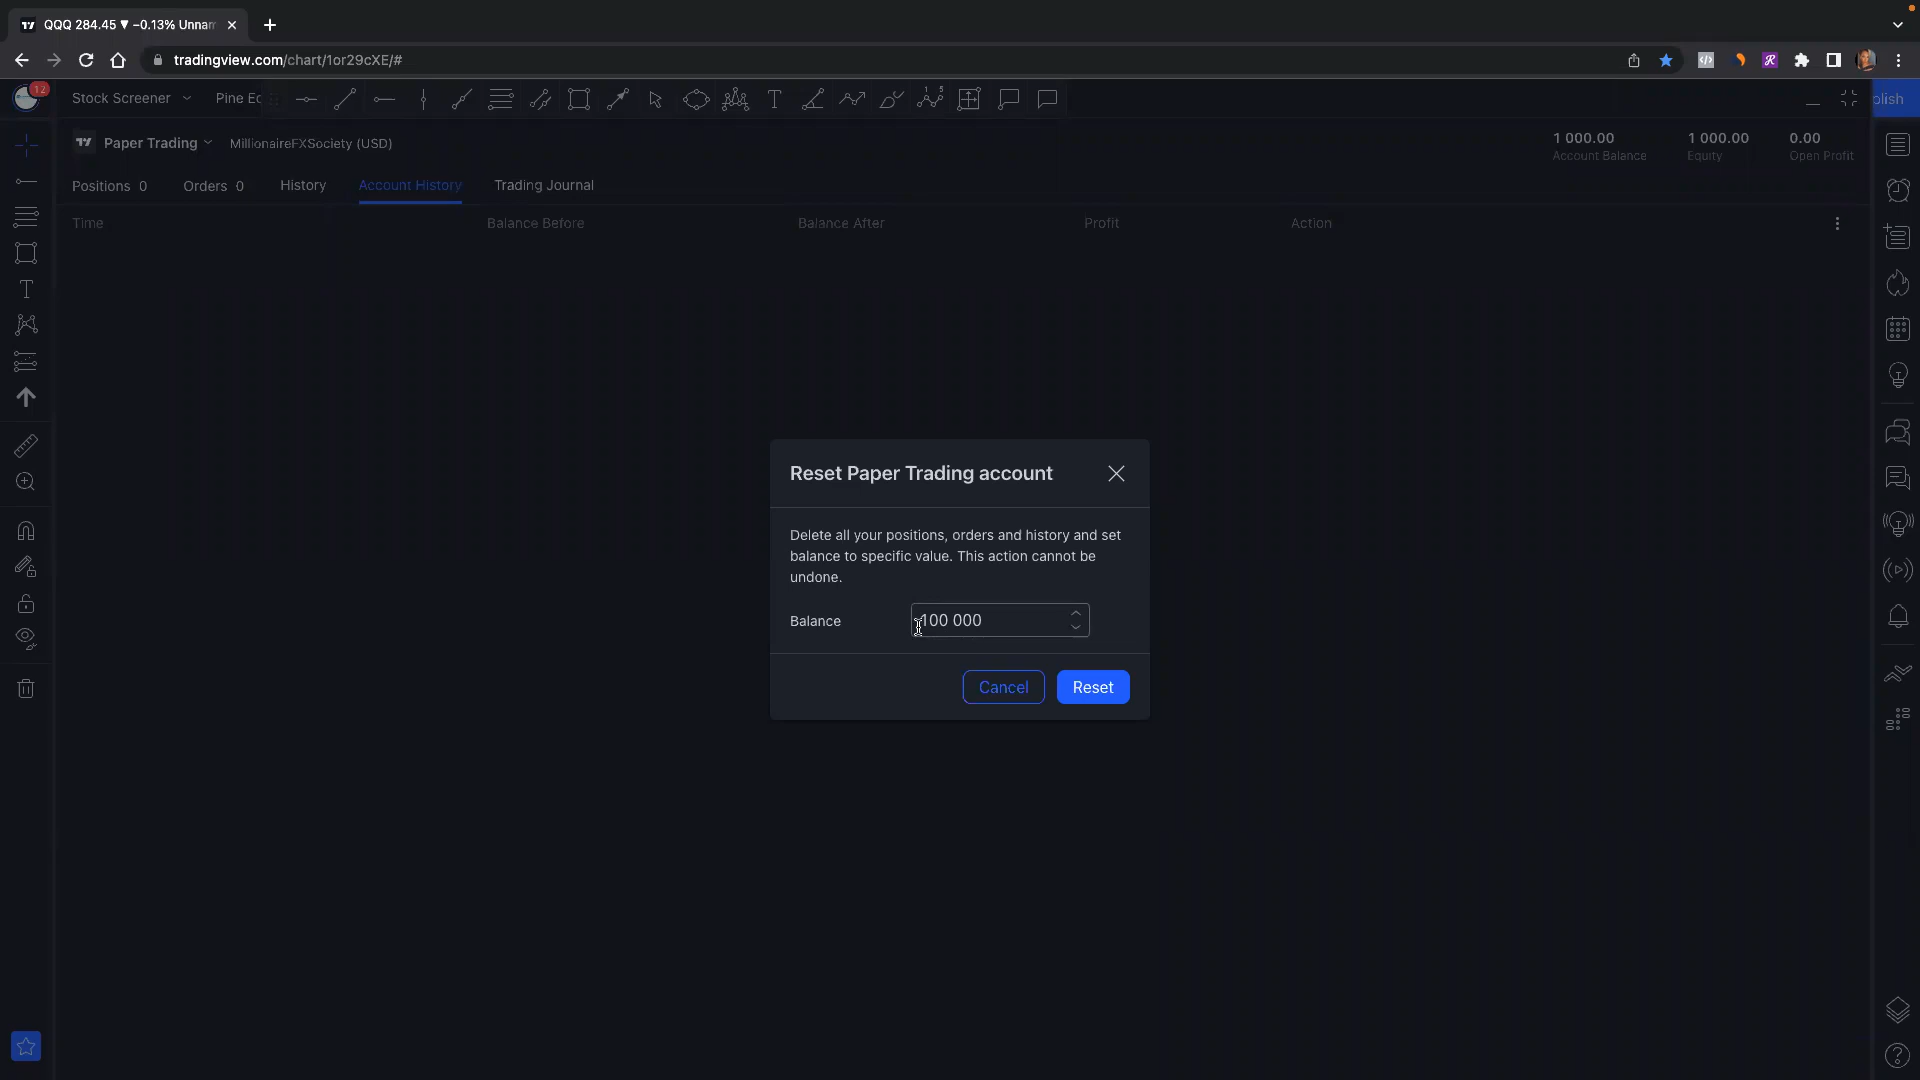 QQQ 284.45 ▼ −0.13% Unnam
tradingview.com/chart/1or29cXE/#
12
Stock Screener
Pine Ed
blish
Paper Trading
MillionaireFXSociety (USD)
1 000.00
Account Balance
1 000.00
Equity
0.00
Open Profit
Positions 0
Orders 0
History
Account History
Trading Journal
Time
Balance Before
Balance After
Profit
Action
Reset Paper Trading account
Delete all your positions, orders and history and set
balance to specific value. This action cannot be
undone.
Balance
100 000
Cancel
Reset